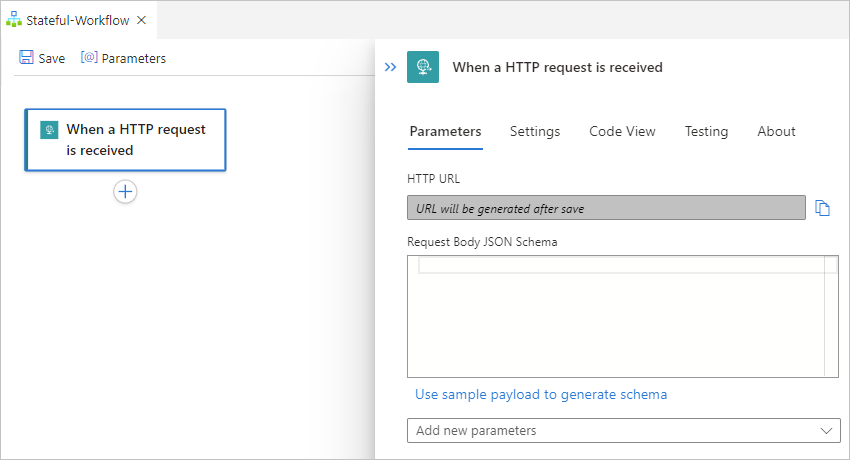 Stateful-Workflow
Save
[@] Parameters
When a HTTP request
is received
When a HTTP request is received
Parameters
Settings
Code View
Testing
About
HTTP URL
URL will be generated after save
Request Body JSON Schema
Use sample payload to generate schema
Add new parameters